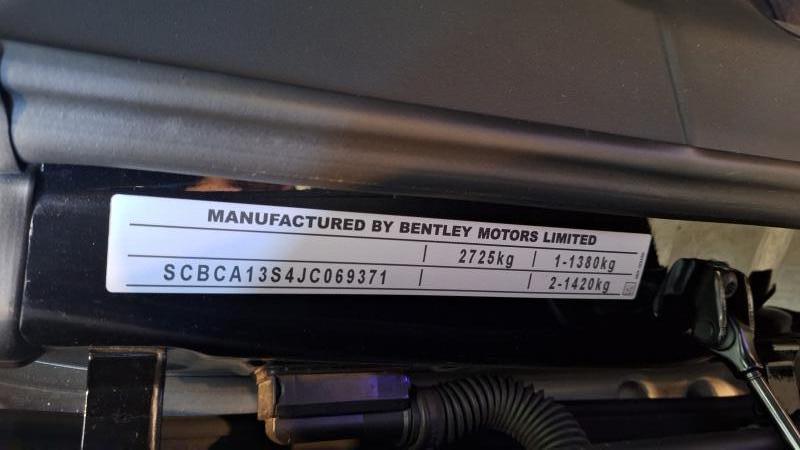 MANUFACTURED BY BENTLEY MOTORS LIMITED
2725kg 1-1380kg
SCBCA13S4JC069371 2-1420kg